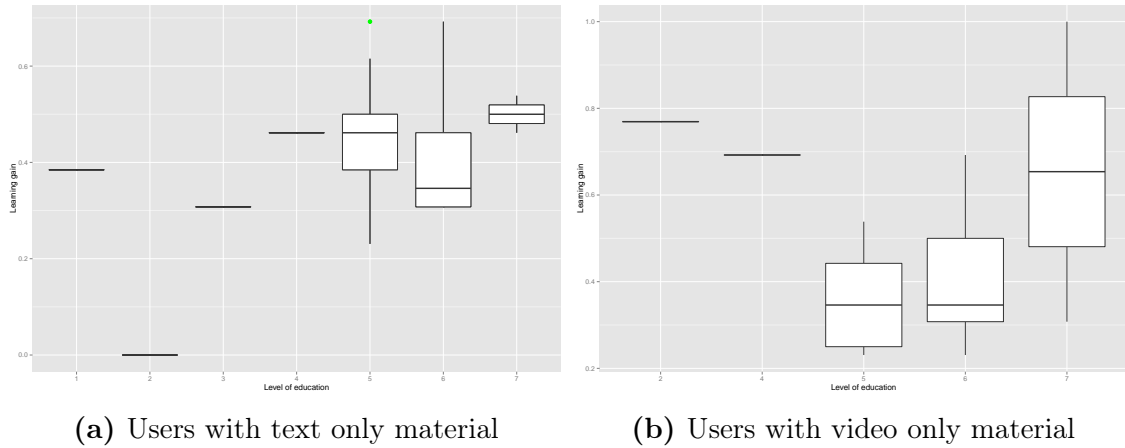 0.6
0.4
0.2
0.0
Learning gain
1 2 3 4 5 6 7
Level of education
(a) Users with text only material
1.0
0.8
0.6
0.4
0.2
Learning gain
2 4 5 6 7
Level of education
(b) Users with video only material